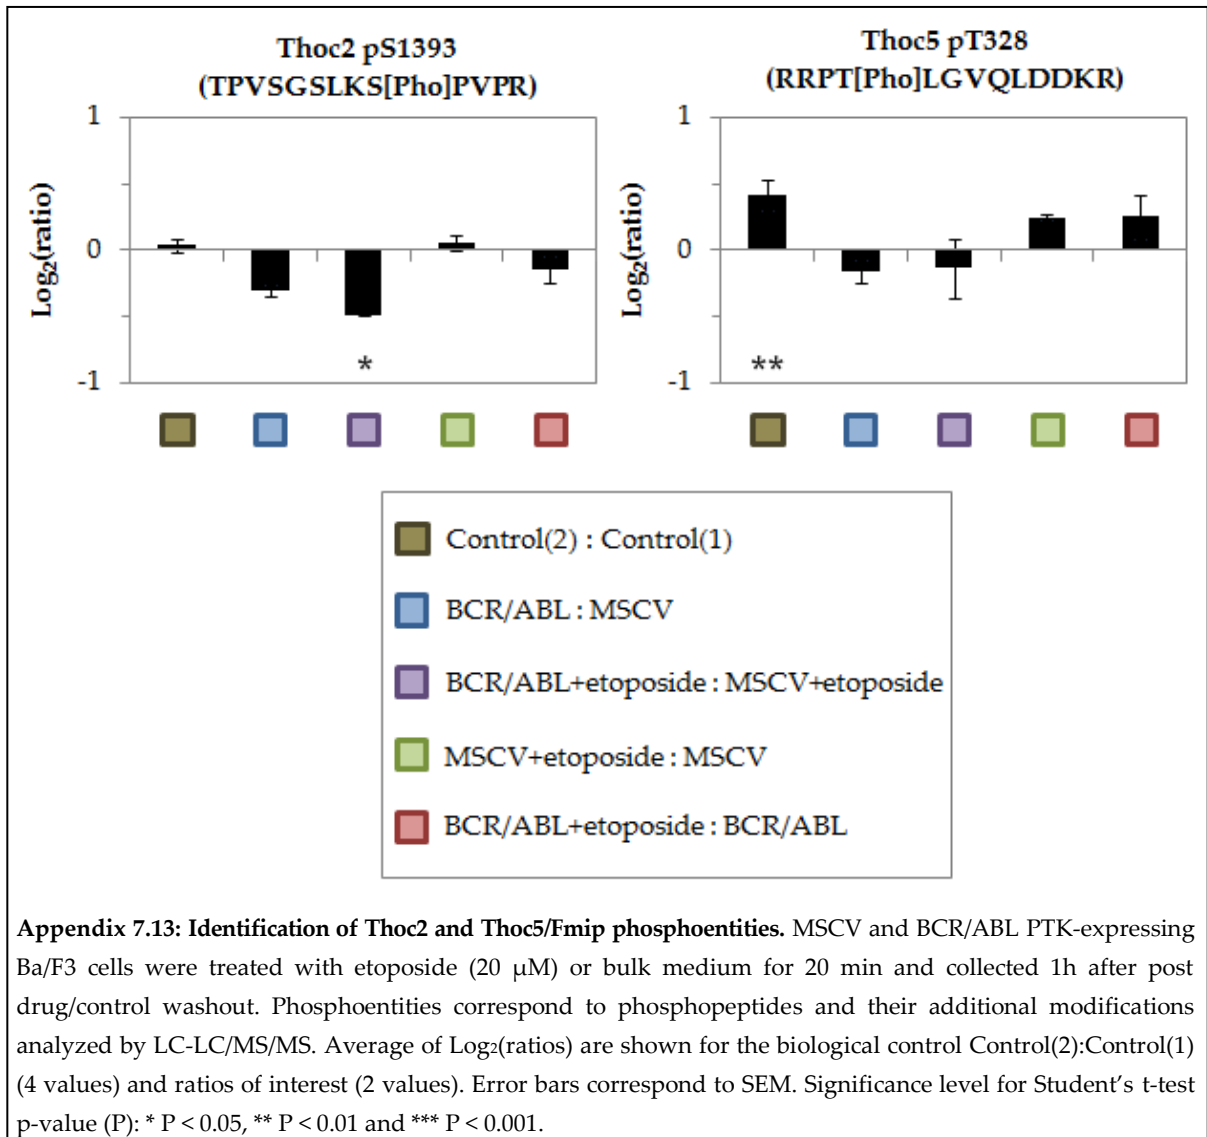 Thoc2 pS1393
(TPVSGSLKS[Pho]PVPR)
1
0
-1
Log2(ratio)
*
Thoc5 pT328
(RRPT[Pho]LGVQLDDKR)
1
0
-1
Log2(ratio)
**
Control(2) : Control(1)
BCR/ABL : MSCV
BCR/ABL+etoposide : MSCV+etoposide
MSCV+etoposide : MSCV
BCR/ABL+etoposide : BCR/ABL
Appendix 7.13: Identification of Thoc2 and Thoc5/Fmip phosphoentities. MSCV and BCR/ABL PTK-expressing
Ba/F3 cells were treated with etoposide (20 µM) or bulk medium for 20 min and collected 1h after post
drug/control washout. Phosphoentities correspond to phosphopeptides and their additional modifications
analyzed by LC-LC/MS/MS. Average of Log2(ratios) are shown for the biological control Control(2):Control(1)
(4 values) and ratios of interest (2 values). Error bars correspond to SEM. Significance level for Student's t-test
p-value (P): * P < 0.05, ** P < 0.01 and *** P < 0.001.